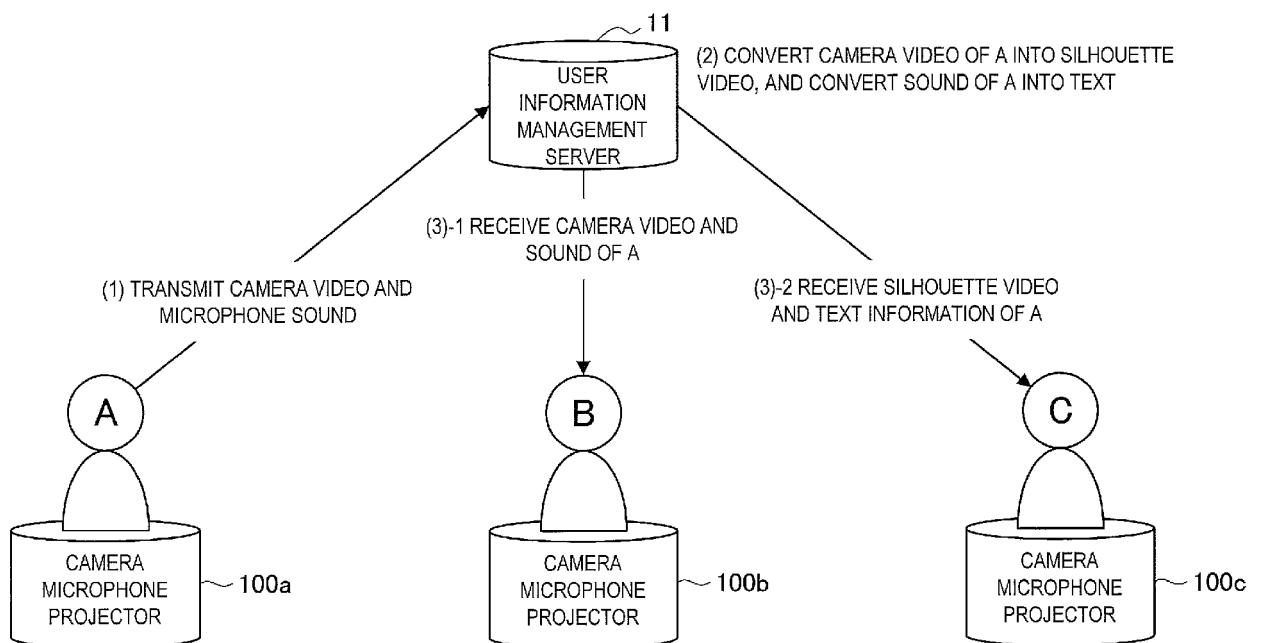 11
USER
INFORMATION
MANAGEMENT
SERVER
(2) CONVERT CAMERA VIDEO OF A INTO SILHOUETTE
VIDEO, AND CONVERT SOUND OF A INTO TEXT
(3)-1 RECEIVE CAMERA VIDEO AND
SOUND OF A
(1) TRANSMIT CAMERA VIDEO AND
MICROPHONE SOUND
(3)-2 RECEIVE SILHOUETTE VIDEO
AND TEXT INFORMATION OF A
A
B
C
CAMERA
MICROPHONE
PROJECTOR
100a
CAMERA
MICROPHONE
PROJECTOR
100b
CAMERA
MICROPHONE
PROJECTOR
100c